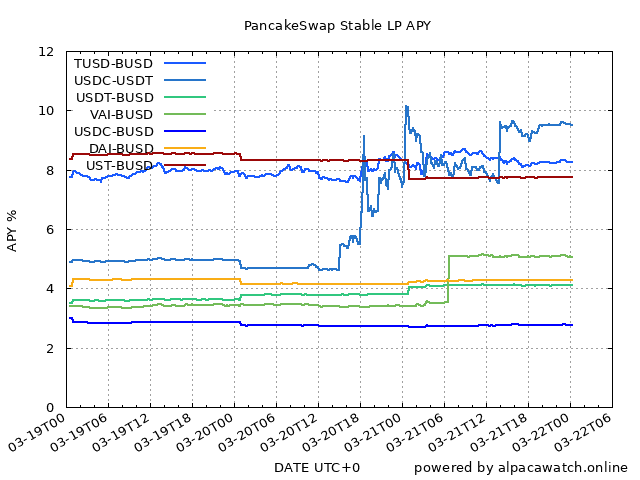 PancakeSwap Stable LP APY
12
10
8
6
4
2
0
APY %
TUSD-BUSD
USDC-USDT
USDT-BUSD
VAI-BUSD
USDC-BUSD
DAI-BUSD
UST-BUSD
03-19T00
03-19T06
03-19T12
03-19T18
03-20T00
03-20T06
03-20T12
03-20T18
03-21T00
03-21T06
03-21T12
03-21T18
03-22T00
03-22T06
DATE UTC+0
powered by alpacawatch.online